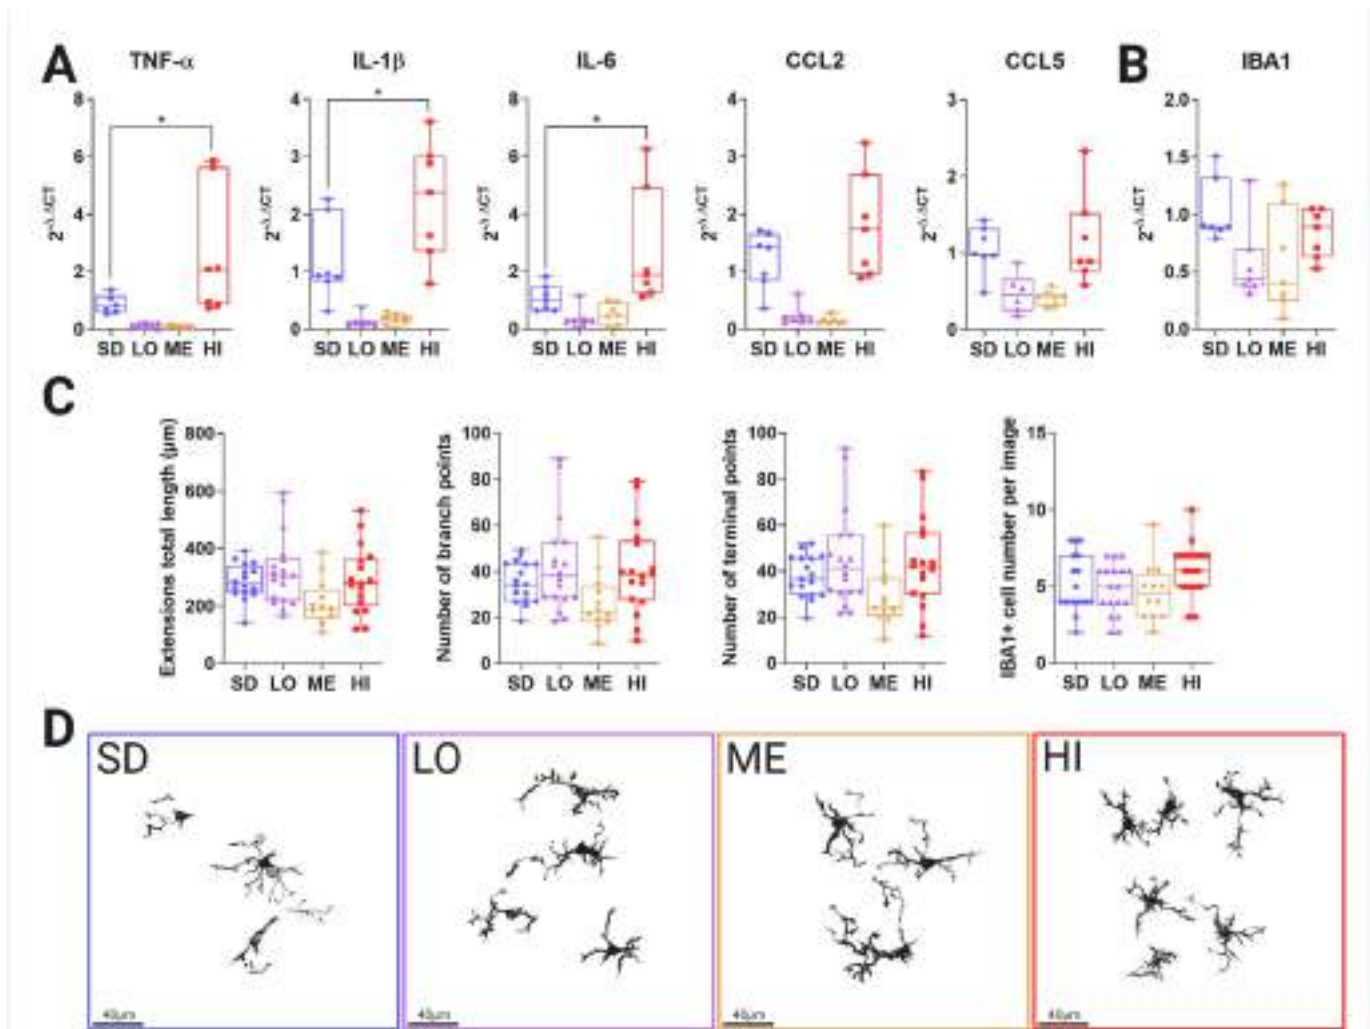 A
TNF-α
IL-1β
IL-6
CCL2
CCL5
B
IBA1
8
6
4
2
0
2^-Δ.ΔCT
*
SD LO ME HI
4
3
2
1
0
2^-Δ.ΔCT
*
SD LO ME HI
8
6
4
2
0
2^-Δ.ΔCT
*
SD LO ME HI
4
3
2
1
0
2^-Δ.ΔCT
SD LO ME HI
3
2
1
0
2^-Δ.ΔCT
SD LO ME HI
2.0
1.5
1.0
0.5
0.0
2^-Δ.ΔCT
SD LO ME HI
C
Extensions total length (µm)
800
600
400
200
0
SD LO ME HI
Number of branch points
100
80
60
40
20
0
SD LO ME HI
Number of terminal points
100
80
60
40
20
0
SD LO ME HI
IBA1+ cell number per image
15
10
5
0
SD LO ME HI
D
SD
LO
ME
HI
40µm
40µm
40µm
40µm